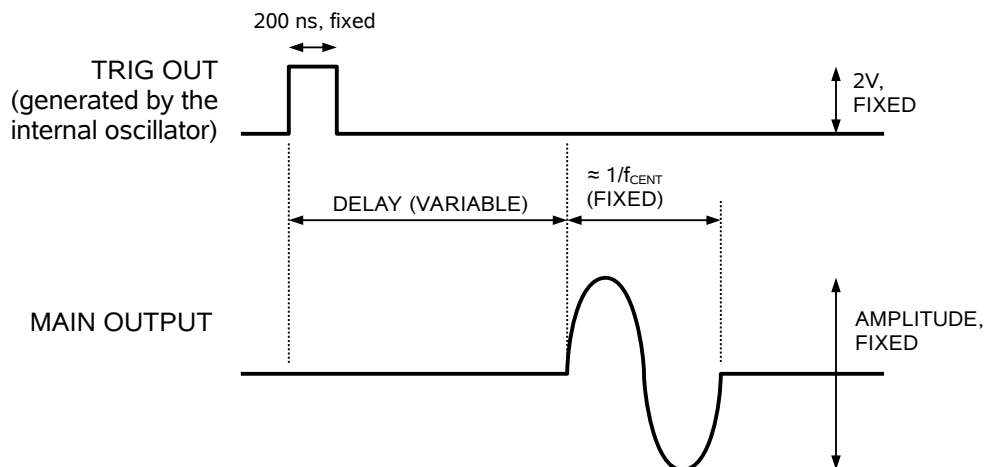 200 ns, fixed
TRIG OUT
(generated by the
internal oscillator)
2V,
FIXED
≈ 1/fCENT
(FIXED)
DELAY (VARIABLE)
MAIN OUTPUT
AMPLITUDE,
FIXED